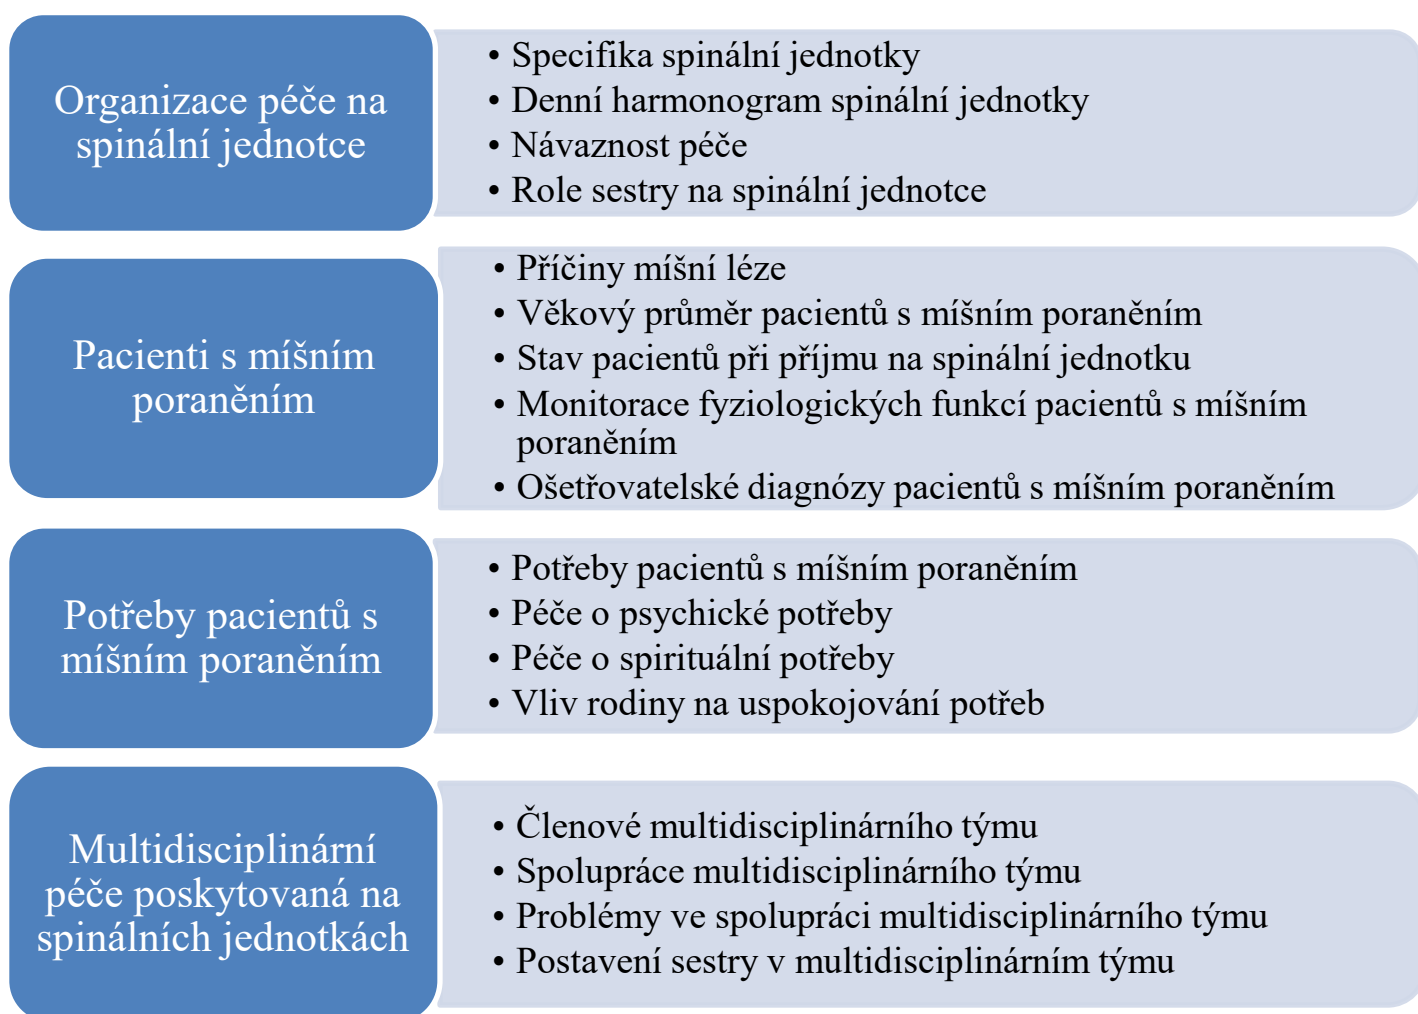 Organizace péče na
spinální jednotce
• Specifika spinální jednotky
• Denní harmonogram spinální jednotky
• Návaznost péče
• Role sestry na spinální jednotce
Pacienti s míšním
poraněním
• Příčiny míšní léze
• Věkový průměr pacientů s míšním poraněním
• Stav pacientů při příjmu na spinální jednotku
• Monitorace fyziologických funkcí pacientů s míšním
poraněním
• Ošetřovatelské diagnózy pacientů s míšním poraněním
Potřeby pacientů s
míšním poraněním
• Potřeby pacientů s míšním poraněním
• Péče o psychické potřeby
• Péče o spirituální potřeby
• Vliv rodiny na uspokojování potřeb
Multidisciplinární
péče poskytovaná na
spinálních jednotkách
• Členové multidisciplinárního týmu
• Spolupráce multidisciplinárního týmu
• Problémy ve spolupráci multidisciplinárního týmu
• Postavení sestry v multidisciplinárním týmu